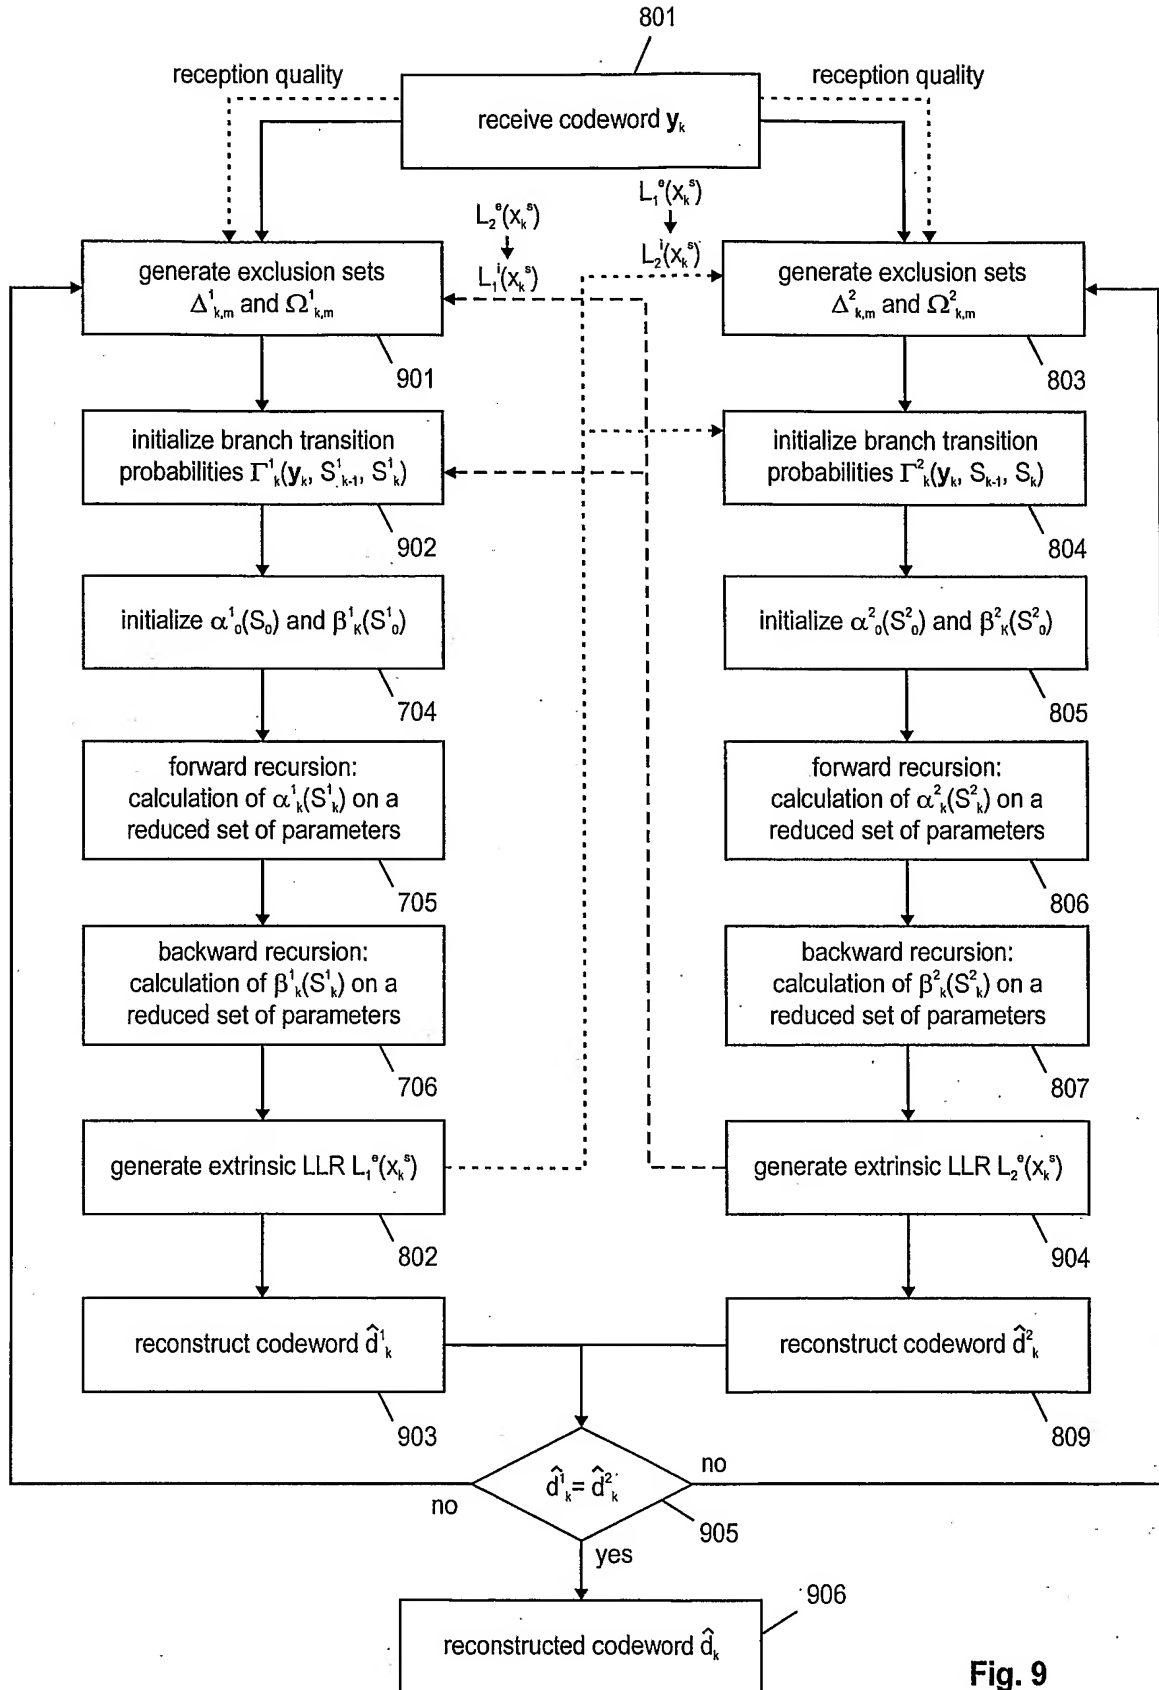 801
reception quality
reception quality
receive codeword y_k
L_2^e(x_k^s)
L_1^i(x_k^s)
L_1^e(x_k^s)
L_2^i(x_k^s)
generate exclusion sets
Δ^1_{k,m} and Ω^1_{k,m}
901
generate exclusion sets
Δ^2_{k,m} and Ω^2_{k,m}
803
initialize branch transition
probabilities Γ^1_k(y_k, S^1_{k-1}, S^1_k)
902
initialize branch transition
probabilities Γ^2_k(y_k, S_{k-1}, S_k)
804
initialize α^1_0(S_0) and β^1_K(S^1_0)
704
initialize α^2_0(S^2_0) and β^2_K(S^2_0)
805
forward recursion:
calculation of α^1_k(S^1_k) on a
reduced set of parameters
705
forward recursion:
calculation of α^2_k(S^2_k) on a
reduced set of parameters
806
backward recursion:
calculation of β^1_k(S^1_k) on a
reduced set of parameters
706
backward recursion:
calculation of β^2_k(S^2_k) on a
reduced set of parameters
807
generate extrinsic LLR L_1^e(x_k^s)
802
generate extrinsic LLR L_2^e(x_k^s)
904
reconstruct codeword d̂^1_k
903
reconstruct codeword d̂^2_k
809
d̂^1_k = d̂^2_k
no
no
905
yes
906
reconstructed codeword d̂_k
Fig. 9